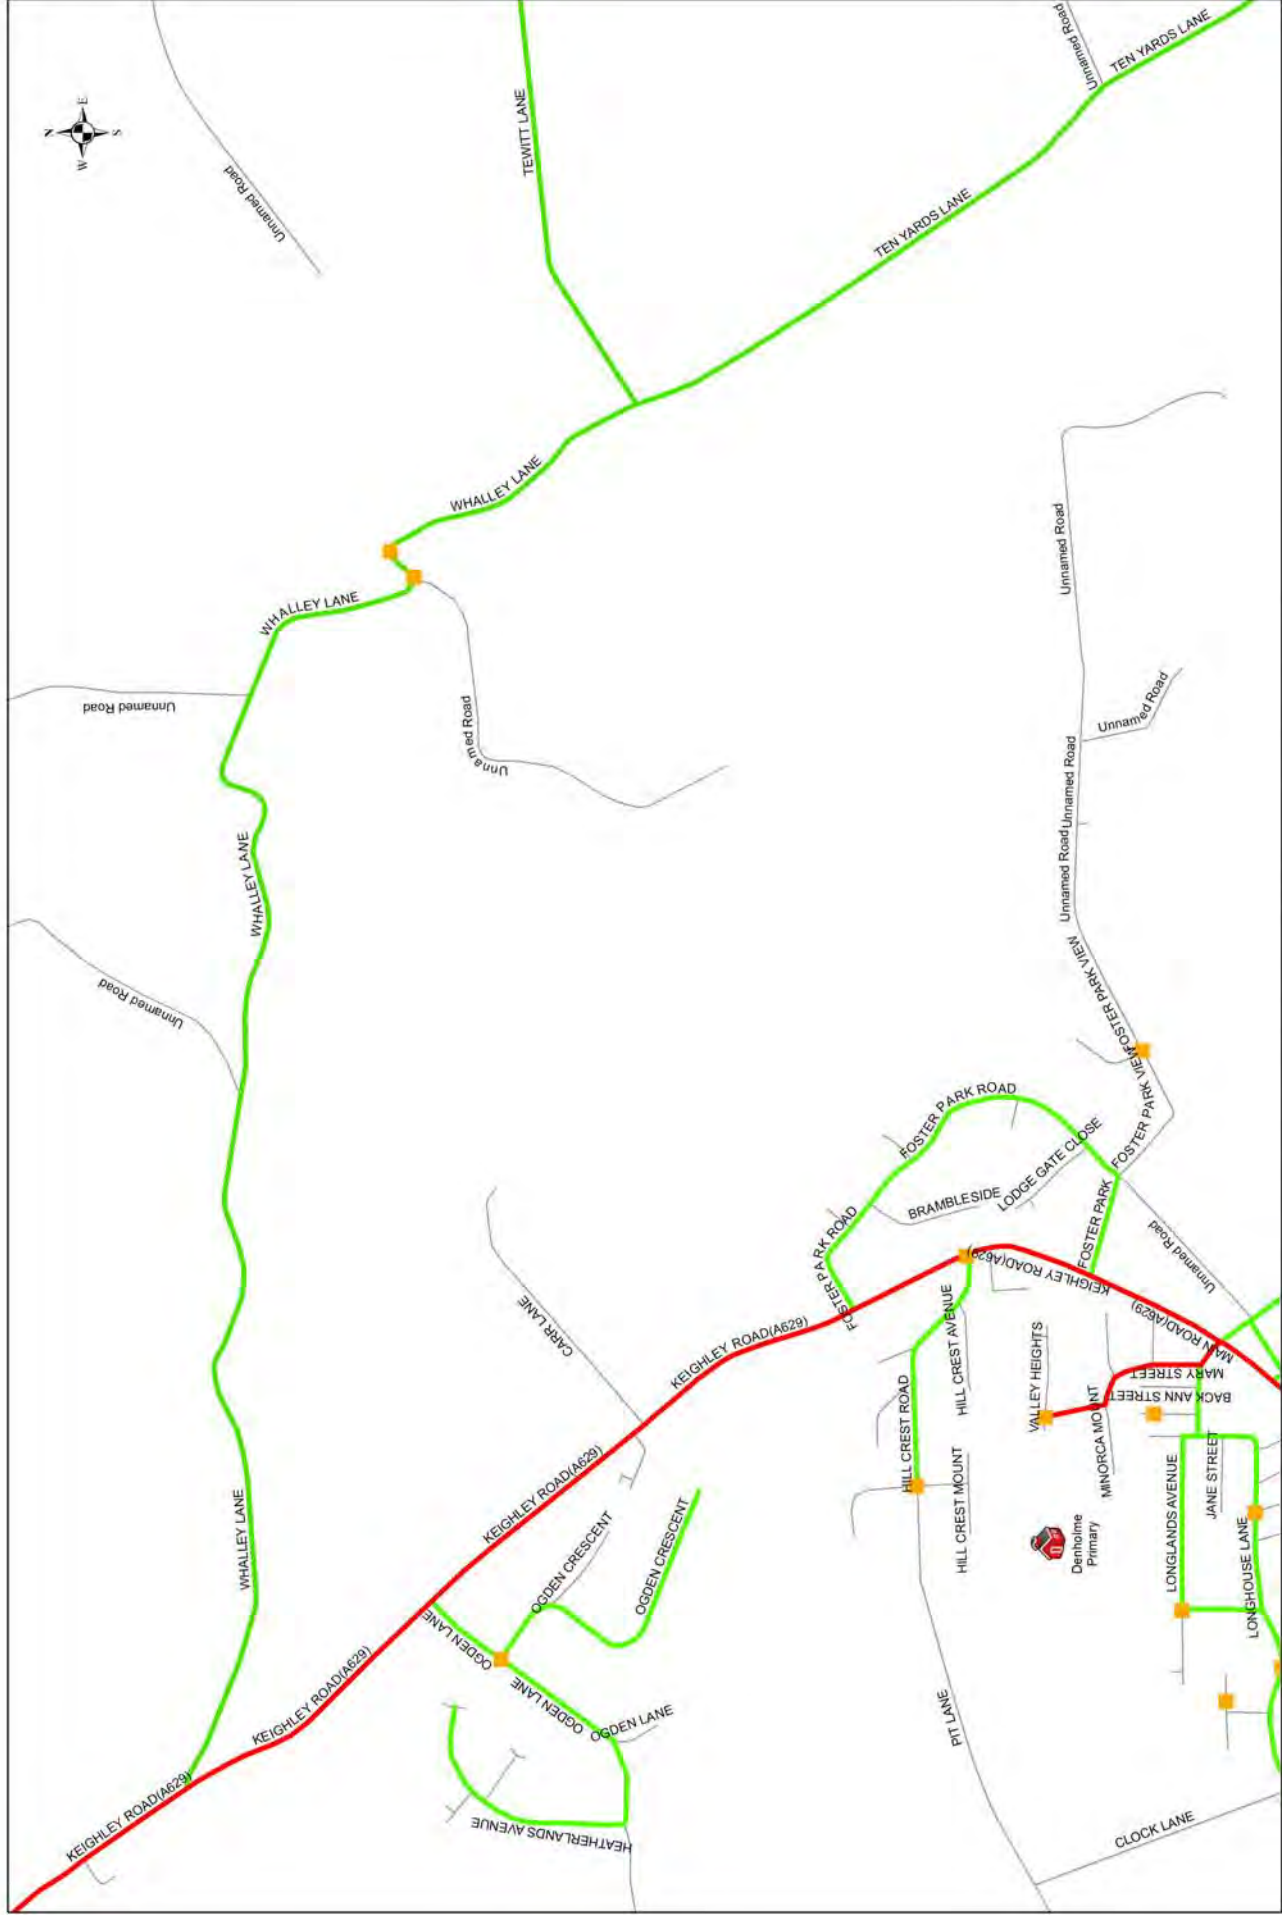 N
W E
S
Unnamed Road
TEWITT LANE
Unnamed Road
TEN YARDS LANE
TEN YARDS LANE
WHALLEY LANE
WHALLEY LANE
Unnamed Road
Unnamed Road
WHALLEY LANE
Unnamed Road
Unnamed Road
Unnamed Road
Unnamed Road
Unnamed Road
FOSTER PARK VIEW
FOSTER PARK VIEW
FOSTER PARK ROAD
LODGE GATE CLOSE
BRAMBLESIDE
FOSTER PARK ROAD
FOSTER PARK
Unnamed Road
CARR LANE
KEIGHLEY ROAD(A629)
KEIGHLEY ROAD(A629)
MAIN ROAD(A629)
KEIGHLEY ROAD(A629)
HILL CREST AVENUE
VALLEY HEIGHTS
MARY STREET
BACK ANN STREET
HILL CREST ROAD
MINORCA MOUNT
HILL CREST MOUNT
JANE STREET
LONGLANDS AVENUE
LONGHOUSE LANE
Denholme
Primary
WHALLEY LANE
KEIGHLEY ROAD(A629)
OGDEN CRESCENT
OGDEN CRESCENT
OGDEN LANE
OGDEN LANE
OGDEN LANE
KEIGHLEY ROAD(A629)
KEIGHLEY ROAD(A629)
HEATHERLANDS AVENUE
PIT LANE
CLOCK LANE